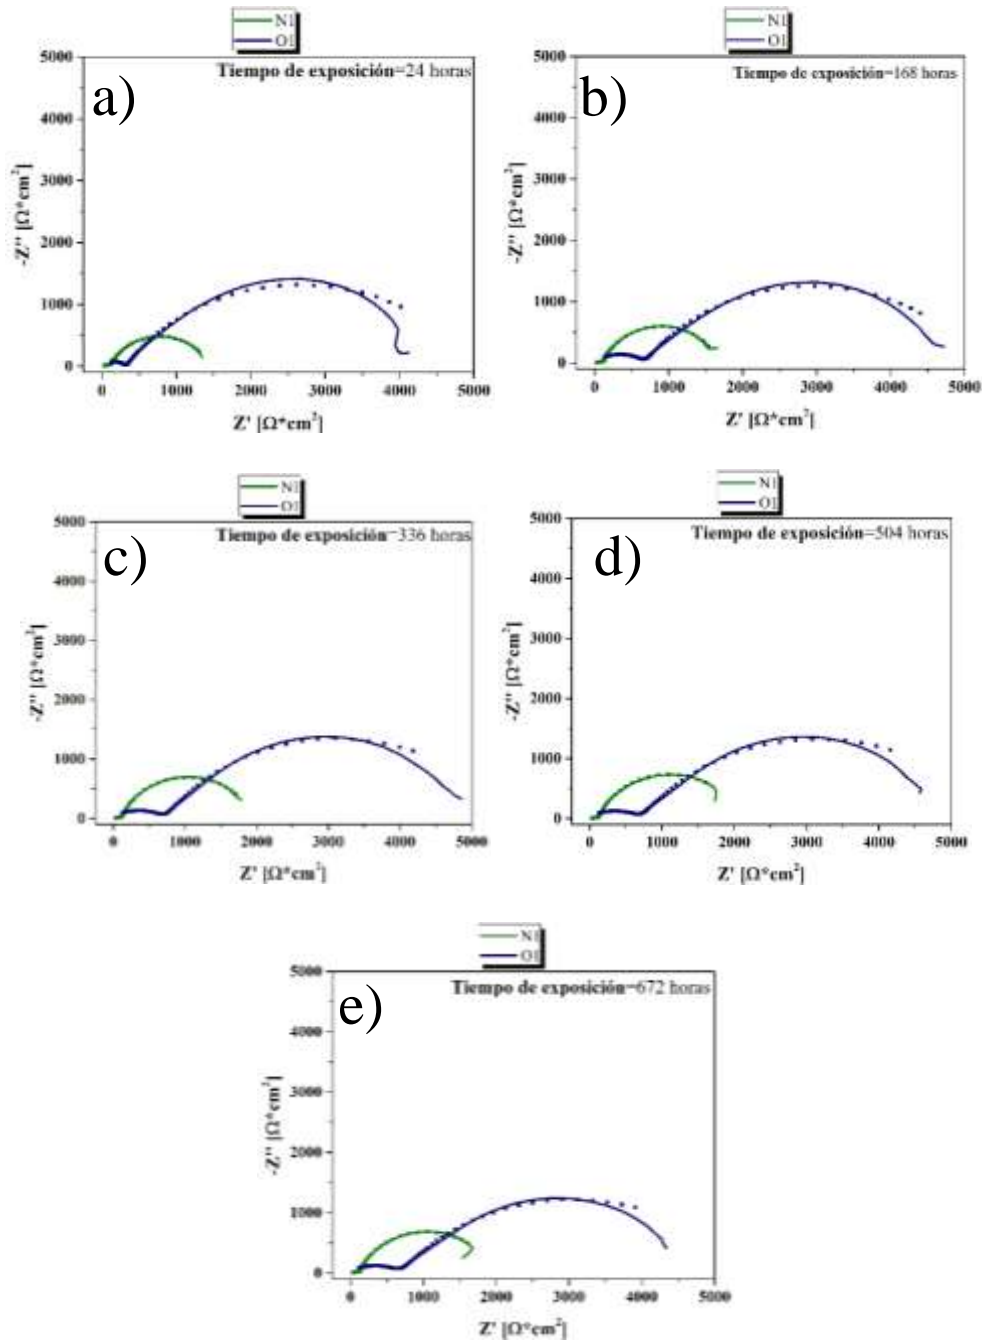 N1
O1
Tiempo de exposición=24 horas
a)
5000
4000
3000
2000
1000
0
-Z'' [Ω*cm²]
0 1000 2000 3000 4000 5000
Z' [Ω*cm²]
N1
O1
Tiempo de exposición=168 horas
b)
5000
4000
3000
2000
1000
0
-Z'' [Ω*cm²]
0 1000 2000 3000 4000 5000
Z' [Ω*cm²]
N1
O1
Tiempo de exposición=336 horas
c)
5000
4000
3000
2000
1000
0
-Z'' [Ω*cm²]
0 1000 2000 3000 4000 5000
Z' [Ω*cm²]
N1
O1
Tiempo de exposición=504 horas
d)
5000
4000
3000
2000
1000
0
-Z'' [Ω*cm²]
0 1000 2000 3000 4000 5000
Z' [Ω*cm²]
N1
O1
Tiempo de exposición=672 horas
e)
5000
4000
3000
2000
1000
0
-Z'' [Ω*cm²]
0 1000 2000 3000 4000 5000
Z' [Ω*cm²]